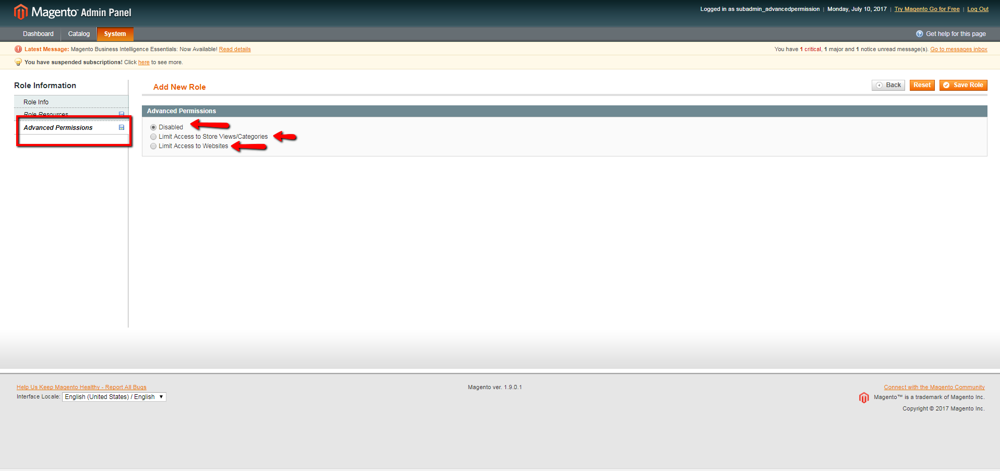 Magento™ Admin Panel
Logged in as subadmin_advancedpermission | Monday, July 10, 2017 | Try Magento Go for Free | Log Out
Dashboard Catalog System Get help for this page
Latest Message: Magento Business Intelligence Essentials: Now Available! Read details You have 1 critical, 1 major and 1 notice unread message(s). Go to messages inbox
You have suspended subscriptions! Click here to see more.
Role Information
Role Info
Role Resources
Advanced Permissions
Add New Role
Back Reset Save Role
Advanced Permissions
Disabled
Limit Access to Store Views/Categories
Limit Access to Websites
Help Us Keep Magento Healthy - Report All Bugs
Interface Locale: English (United States) / English
Magento ver. 1.9.0.1
Connect with the Magento Community
Magento™ is a trademark of Magento Inc.
Copyright © 2017 Magento Inc.